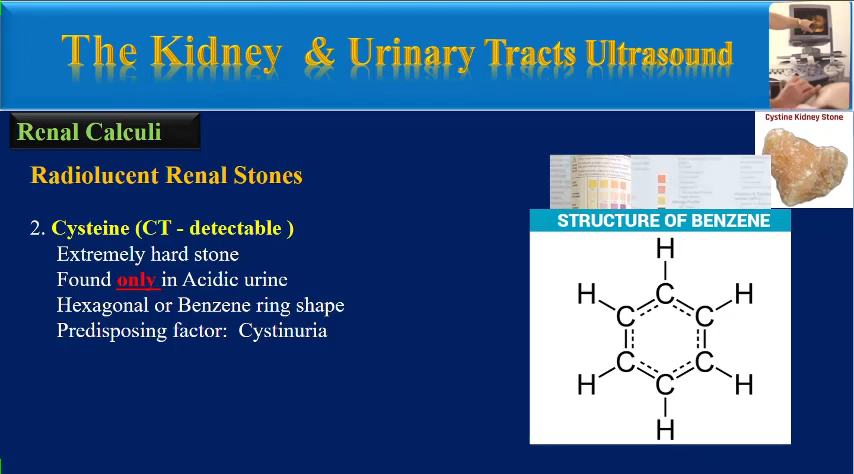 The Kidney & Urinary Tracts Ultrasound
Renal Calculi
Cystine Kidney Stone
Radiolucent Renal Stones
2. Cysteine (CT - detectable )
Extremely hard stone
Found only in Acidic urine
Hexagonal or Benzene ring shape
Predisposing factor: Cystinuria
STRUCTURE OF BENZENE
H
H C H
C C
C C
H C H
H